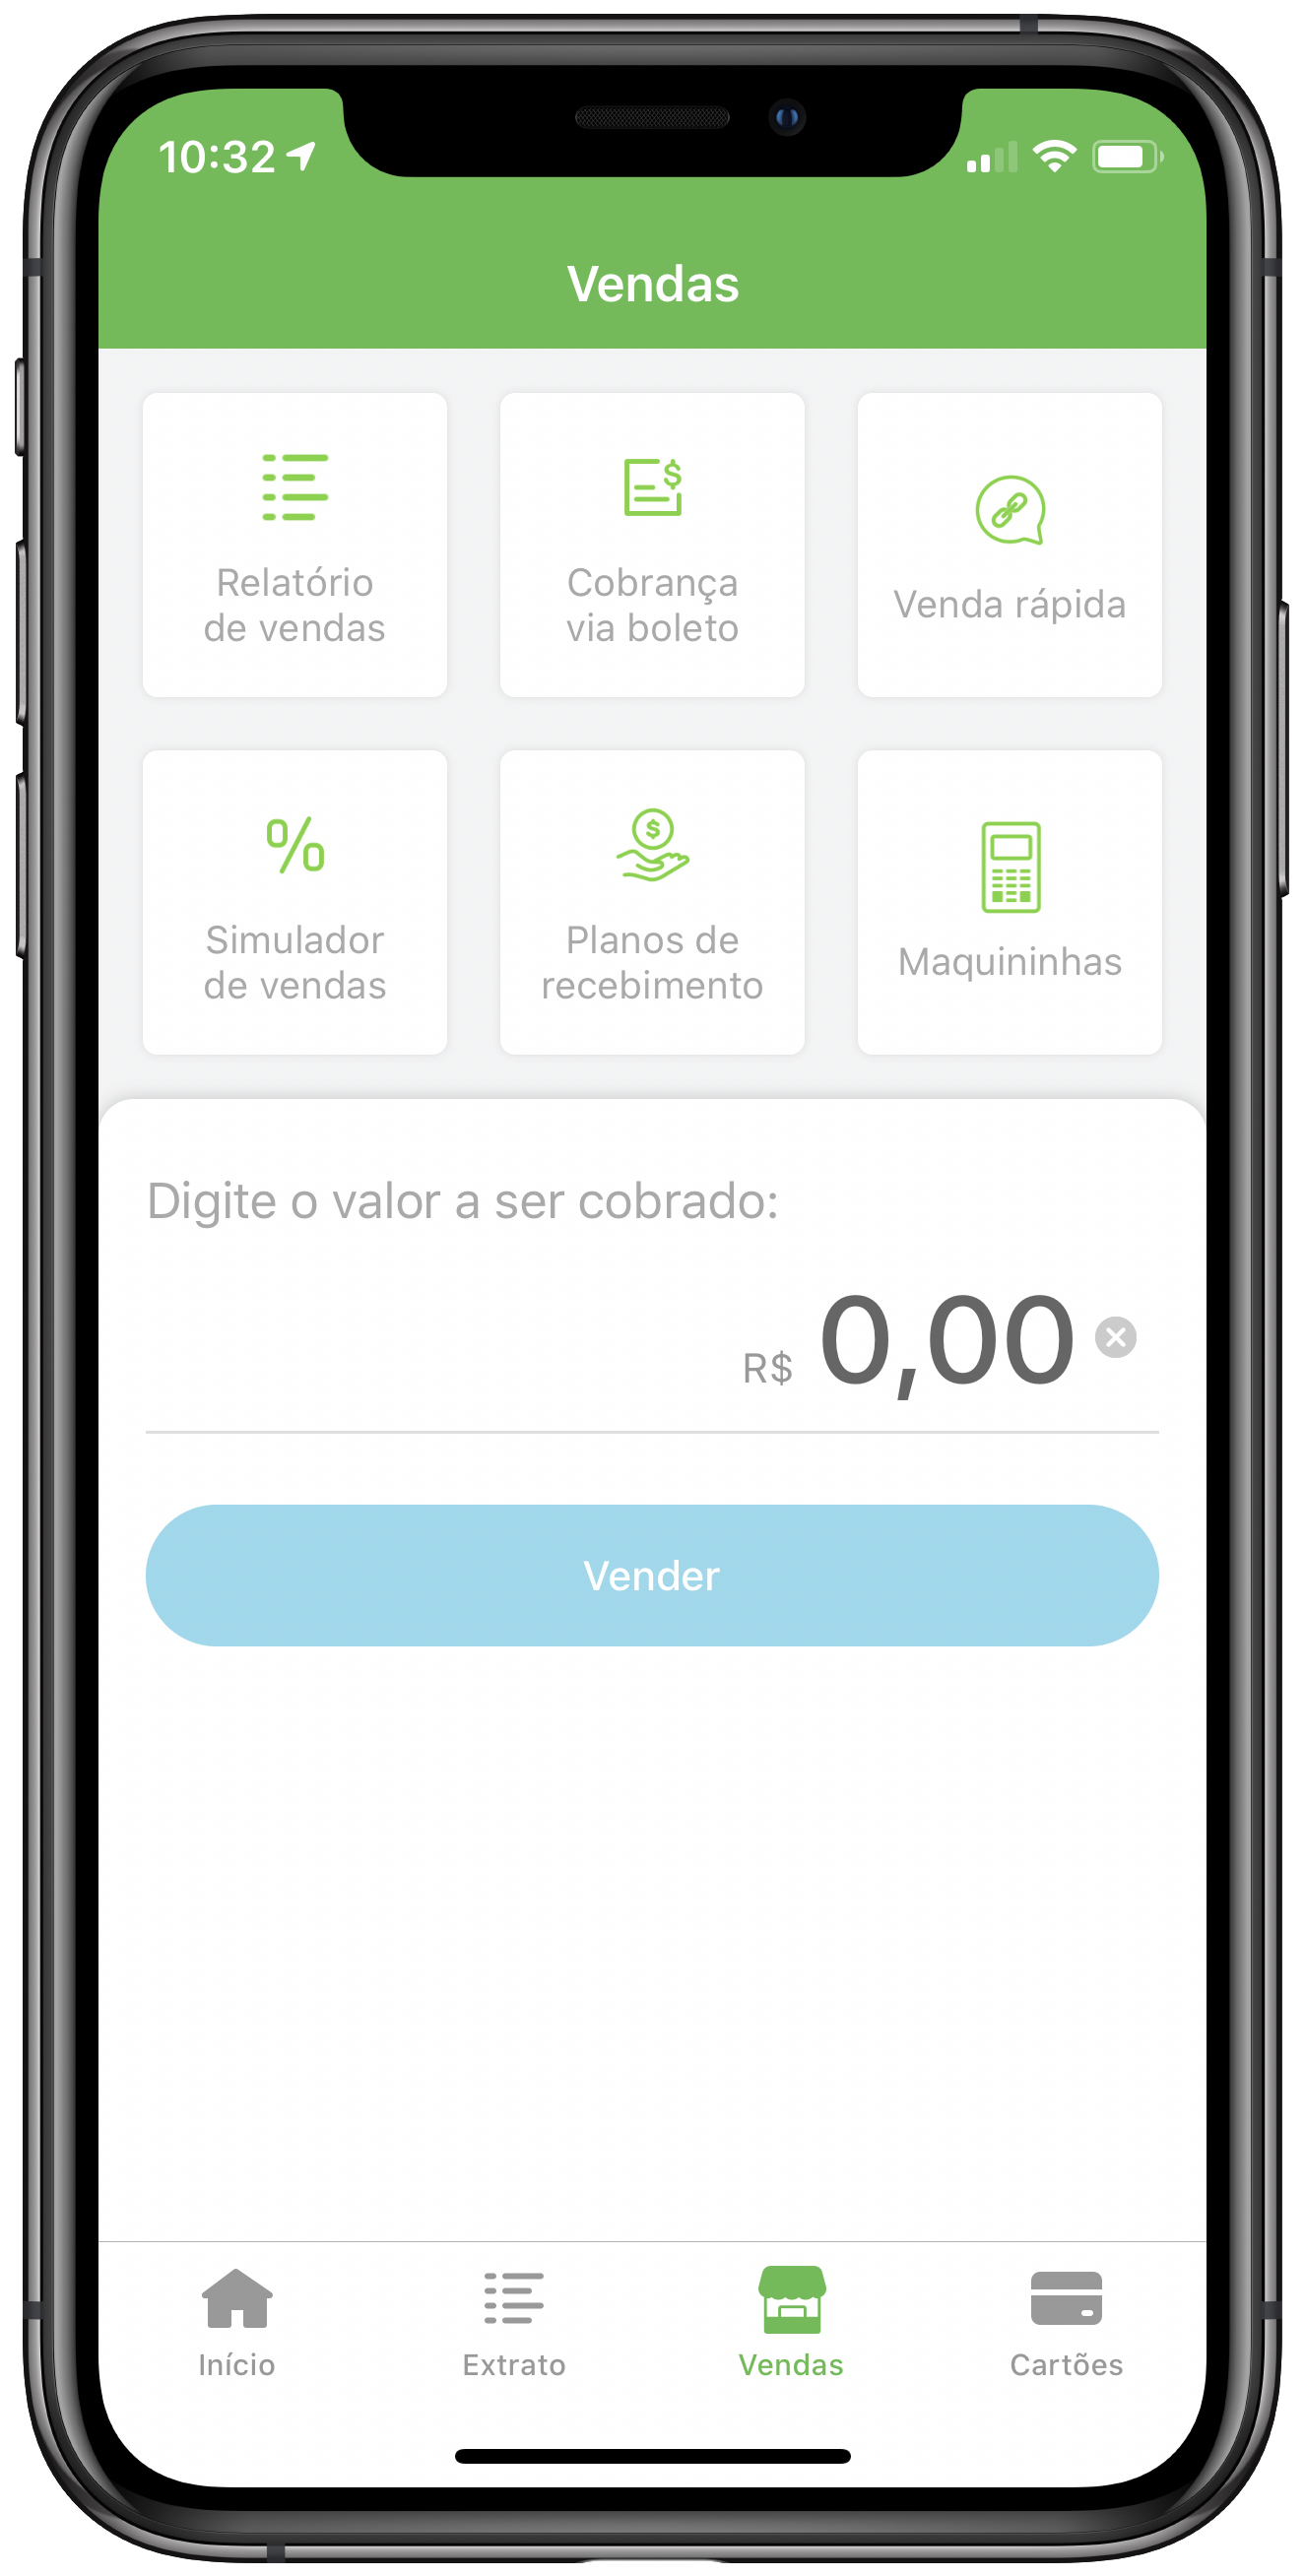 10:32
Vendas
Relatório
de vendas
Cobrança
via boleto
Venda rápida
Simulador
de vendas
Planos de
recebimento
Maquininhas
Digite o valor a ser cobrado:
R$ 0,00
Vender
Início
Extrato
Vendas
Cartões